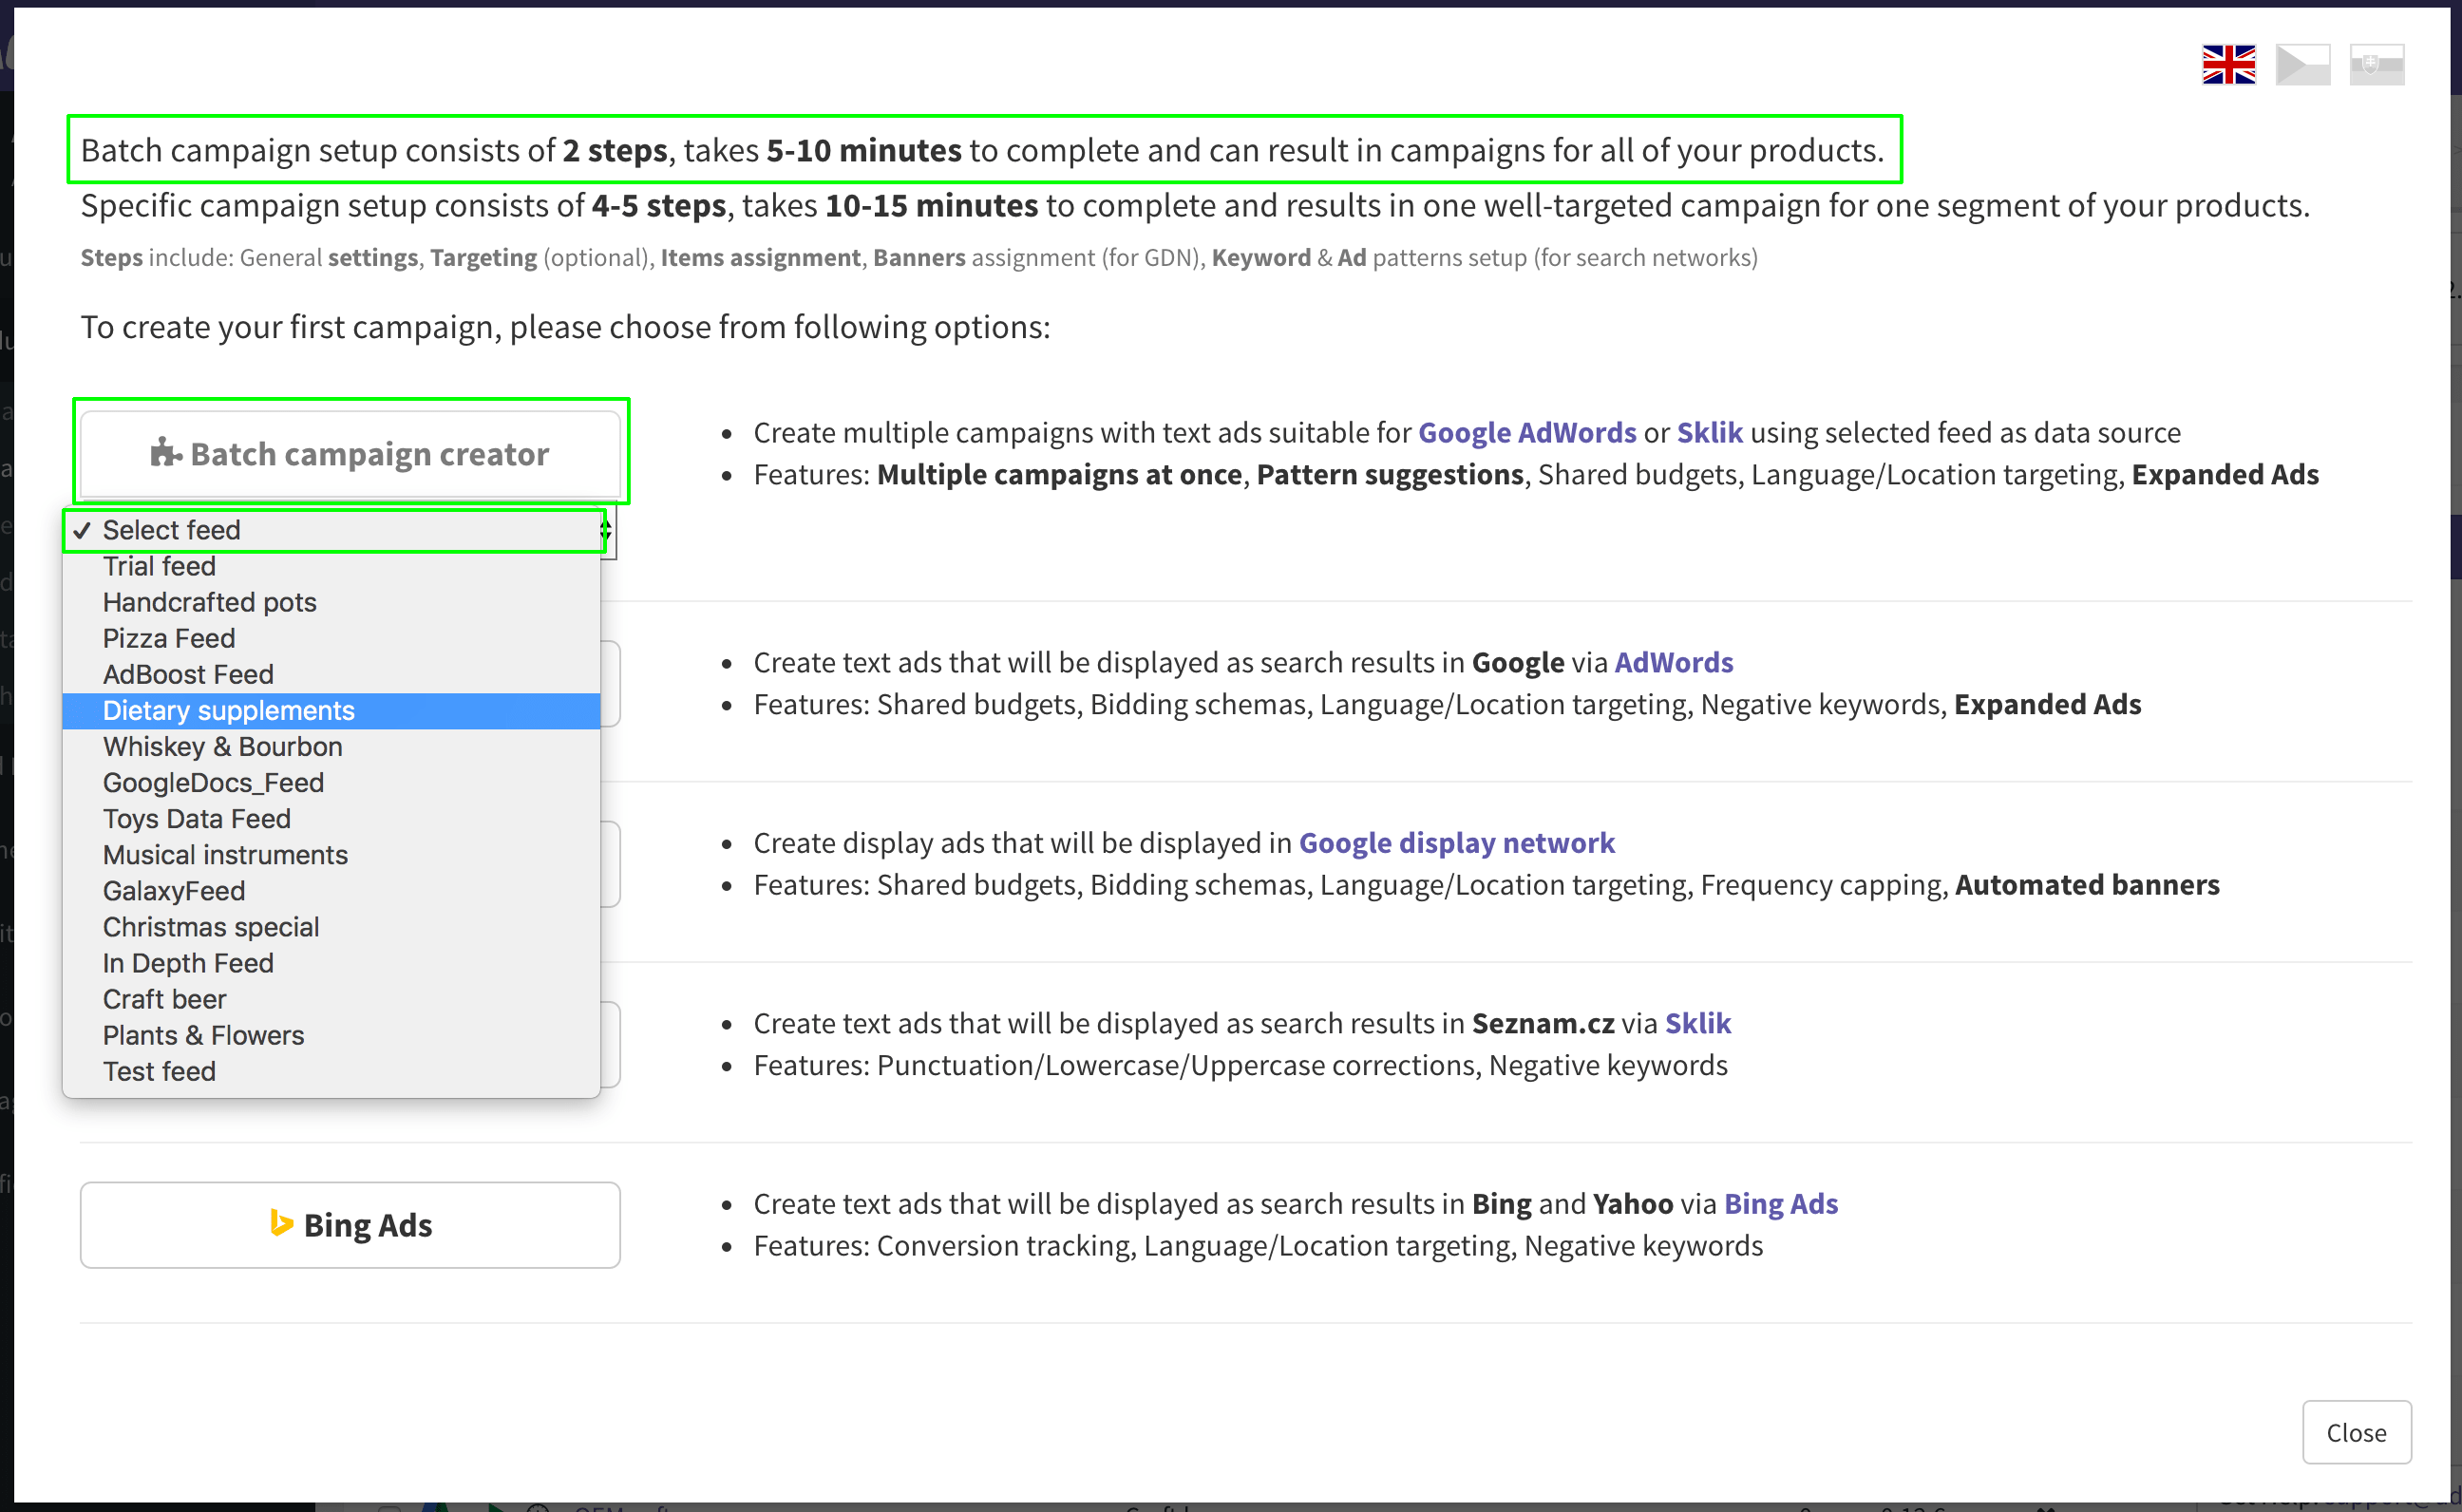 Batch campaign setup consists of 2 steps, takes 5-10 minutes to complete and can result in campaigns for all of your products.
Specific campaign setup consists of 4-5 steps, takes 10-15 minutes to complete and results in one well-targeted campaign for one segment of your products.
Steps include: General settings, Targeting (optional), Items assignment, Banners assignment (for GDN), Keyword & Ad patterns setup (for search networks)
To create your first campaign, please choose from following options:
Batch campaign creator
Create multiple campaigns with text ads suitable for Google AdWords or Sklik using selected feed as data source
Features: Multiple campaigns at once, Pattern suggestions, Shared budgets, Language/Location targeting, Expanded Ads
✓ Select feed
Trial feed
Handcrafted pots
Pizza Feed
AdBoost Feed
Dietary supplements
Whiskey & Bourbon
GoogleDocs_Feed
Toys Data Feed
Musical instruments
GalaxyFeed
Christmas special
In Depth Feed
Craft beer
Plants & Flowers
Test feed
Create text ads that will be displayed as search results in Google via AdWords
Features: Shared budgets, Bidding schemas, Language/Location targeting, Negative keywords, Expanded Ads
Create display ads that will be displayed in Google display network
Features: Shared budgets, Bidding schemas, Language/Location targeting, Frequency capping, Automated banners
Create text ads that will be displayed as search results in Seznam.cz via Sklik
Features: Punctuation/Lowercase/Uppercase corrections, Negative keywords
Bing Ads
Create text ads that will be displayed as search results in Bing and Yahoo via Bing Ads
Features: Conversion tracking, Language/Location targeting, Negative keywords
Close